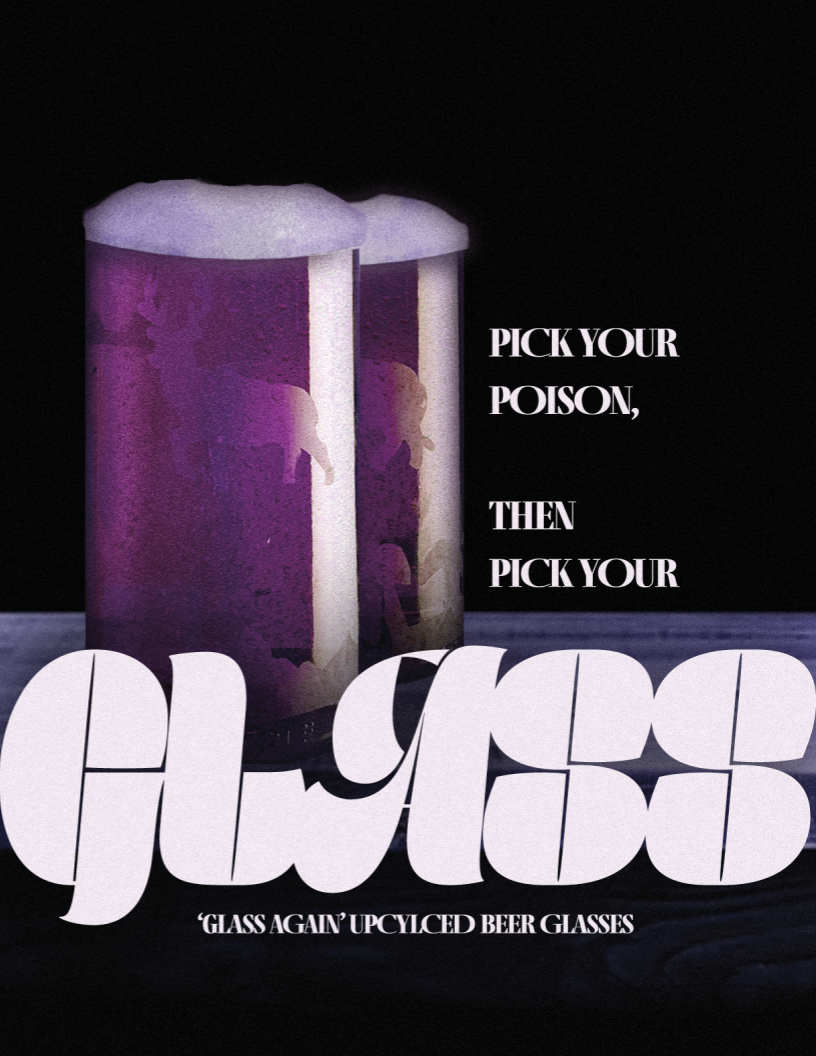 PICK YOUR
POISON,
THEN
PICK YOUR
GLASS
‘GLASS AGAIN’ UPCYLCED BEER GLASSES